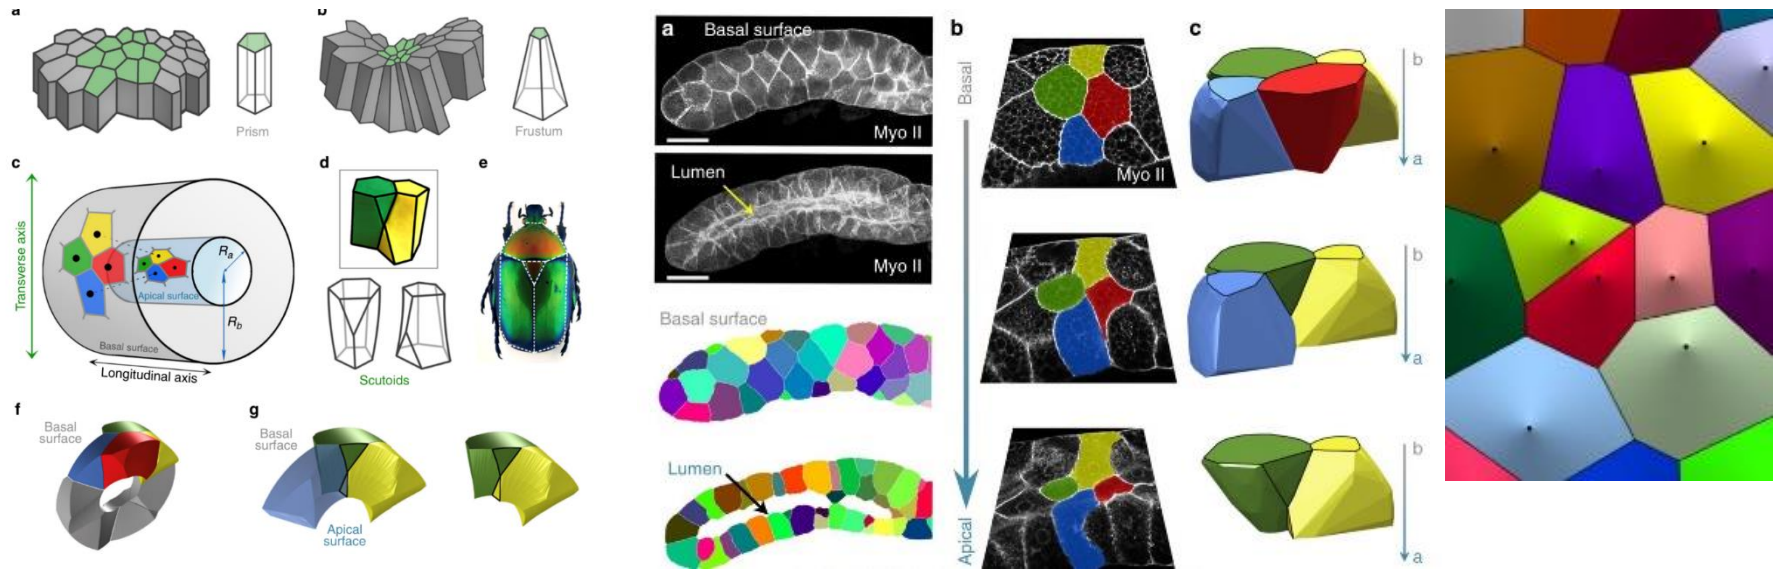 a
Prism
b
Frustum
c
Transverse axis
Ra
Apical surface
Rb
Basal surface
Longitudinal axis
d
Scutoids
e
f
Basal
surface
g
Basal
surface
Apical
surface
a
Basal surface
Myo II
Lumen
Myo II
Basal surface
Lumen
b
Basal
Apical
Myo II
c
b
a
b
a
b
a